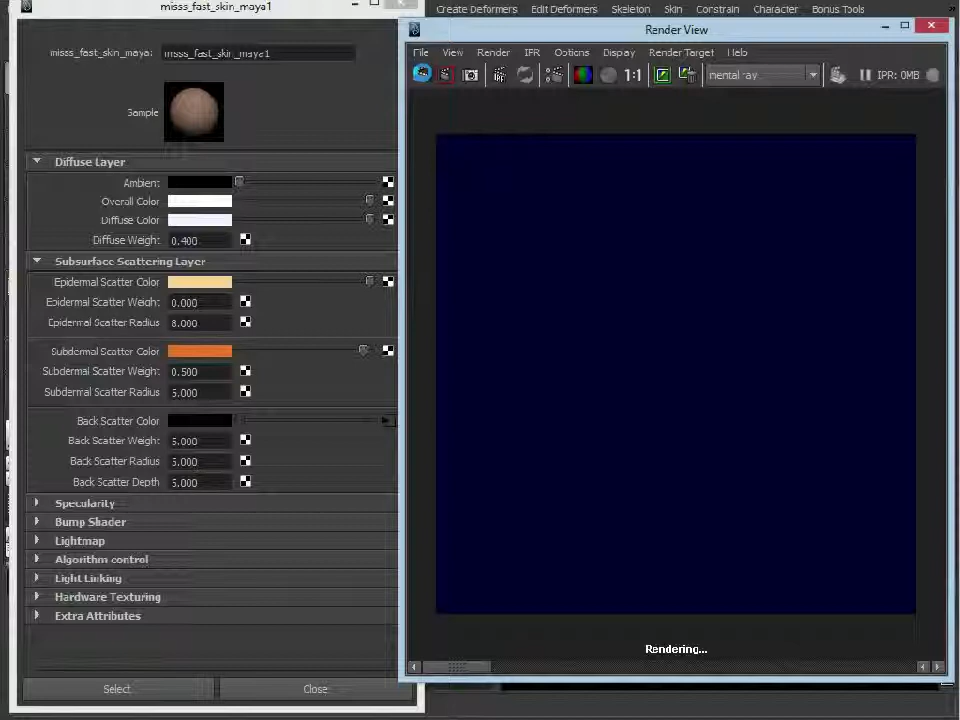 misss_fast_skin_maya1
Create Deformers Edit Deformers Skeleton Skin Constrain Character Bonus Tools Help
Render View
File View Render IFR Options Display Render Target Help
1:1 mental ray IPR: 0MB
misss_fast_skin_maya: misss_fast_skin_maya1
Sample
Diffuse Layer
Ambient
Overall Color
Diffuse Color
Diffuse Weight 0.400
Subsurface Scattering Layer
Epidermal Scatter Color
Epidermal Scatter Weight 0.000
Epidermal Scatter Radius 8.000
Subdermal Scatter Color
Subdermal Scatter Weight 0.500
Subdermal Scatter Radius 5.000
Back Scatter Color
Back Scatter Weight 5.000
Back Scatter Radius 5.000
Back Scatter Depth 5.000
Specularity
Bump Shader
Lightmap
Algorithm control
Light Linking
Hardware Texturing
Extra Attributes
Rendering...
Select Close